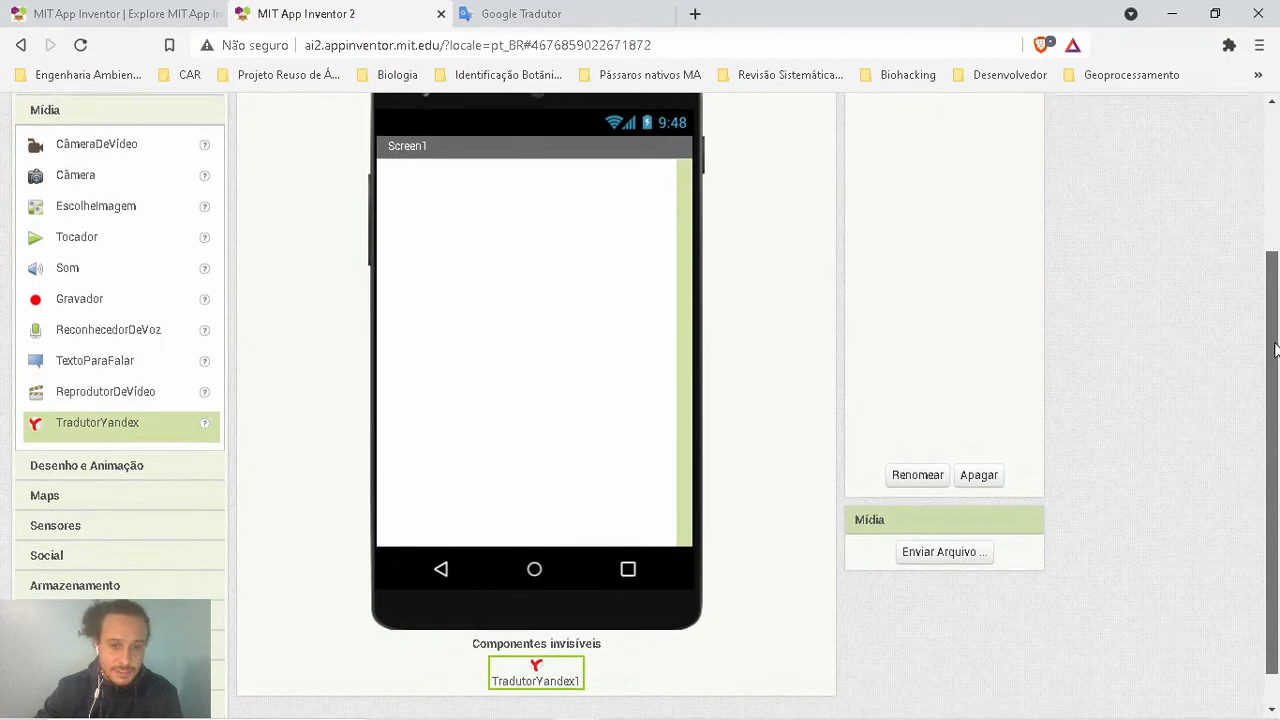 MIT App Inventor | Explore MIT App In
MIT App Inventor 2
Google Tradutor
Não seguro
ai2.appinventor.mit.edu/?locale=pt_BR#4676859022671872
Engenharia Ambien...
CAR
Projeto Reuso de Á...
Biologia
Identificação Botâni...
Pássaros nativos MA
Revisão Sistemática...
Biohacking
Desenvolvedor
Geoprocessamento
»
Mídia
CâmeraDeVídeo
Câmera
EscolheImagem
Tocador
Som
Gravador
ReconhecedorDeVoz
TextoParaFalar
ReprodutorDeVídeo
TradutorYandex
Desenho e Animação
Maps
Sensores
Social
Armazenamento
9:48
Screen1
Componentes invisíveis
TradutorYandex1
Renomear
Apagar
Mídia
Enviar Arquivo ...